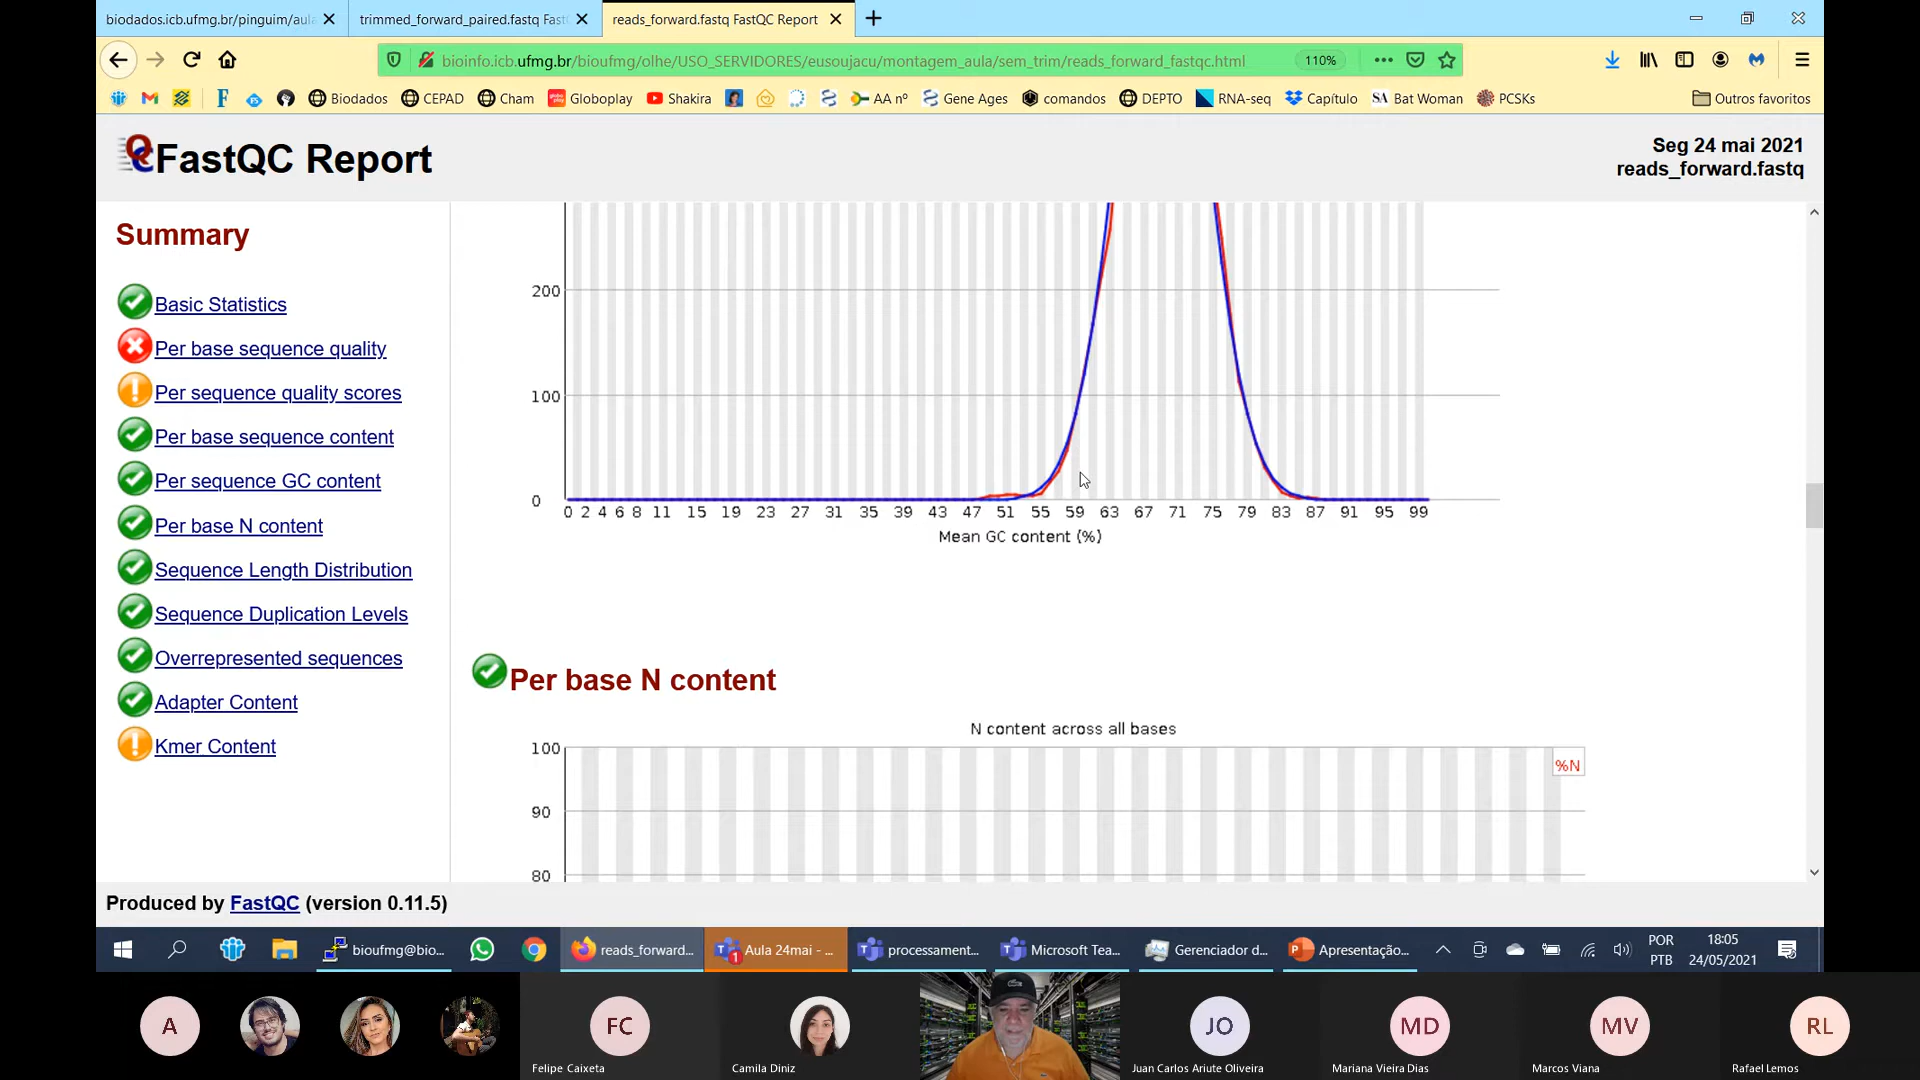 biodados.icb.ufmg.br/pinguim/aula
trimmed_forward_paired.fastq Fast
reads_forward.fastq FastQC Report
bioinfo.icb.ufmg.br/bioufmg/olhe/USO_SERVIDORES/eusoujacu/montagem_aula/sem_trim/reads_forward_fastqc.html
110%
Biodados
CEPAD
Cham
Globoplay
Shakira
AA nº
Gene Ages
comandos
DEPTO
RNA-seq
Capítulo
SA Bat Woman
PCSKs
Outros favoritos
FastQC Report
Seg 24 mai 2021
reads_forward.fastq
Summary
Basic Statistics
Per base sequence quality
Per sequence quality scores
Per base sequence content
Per sequence GC content
Per base N content
Sequence Length Distribution
Sequence Duplication Levels
Overrepresented sequences
Adapter Content
Kmer Content
200
100
0
0 2 4 6 8 11 15 19 23 27 31 35 39 43 47 51 55 59 63 67 71 75 79 83 87 91 95 99
Mean GC content (%)
Per base N content
N content across all bases
100
%N
90
80
Produced by FastQC (version 0.11.5)
bioufmg@bio...
reads_forward...
1
Aula 24mai - ...
processament...
Microsoft Tea...
Gerenciador d...
Apresentação...
POR
PTB
18:05
24/05/2021
A
FC
JO
MD
MV
RL
Felipe Caixeta
Camila Diniz
Juan Carlos Ariute Oliveira
Mariana Vieira Dias
Marcos Viana
Rafael Lemos